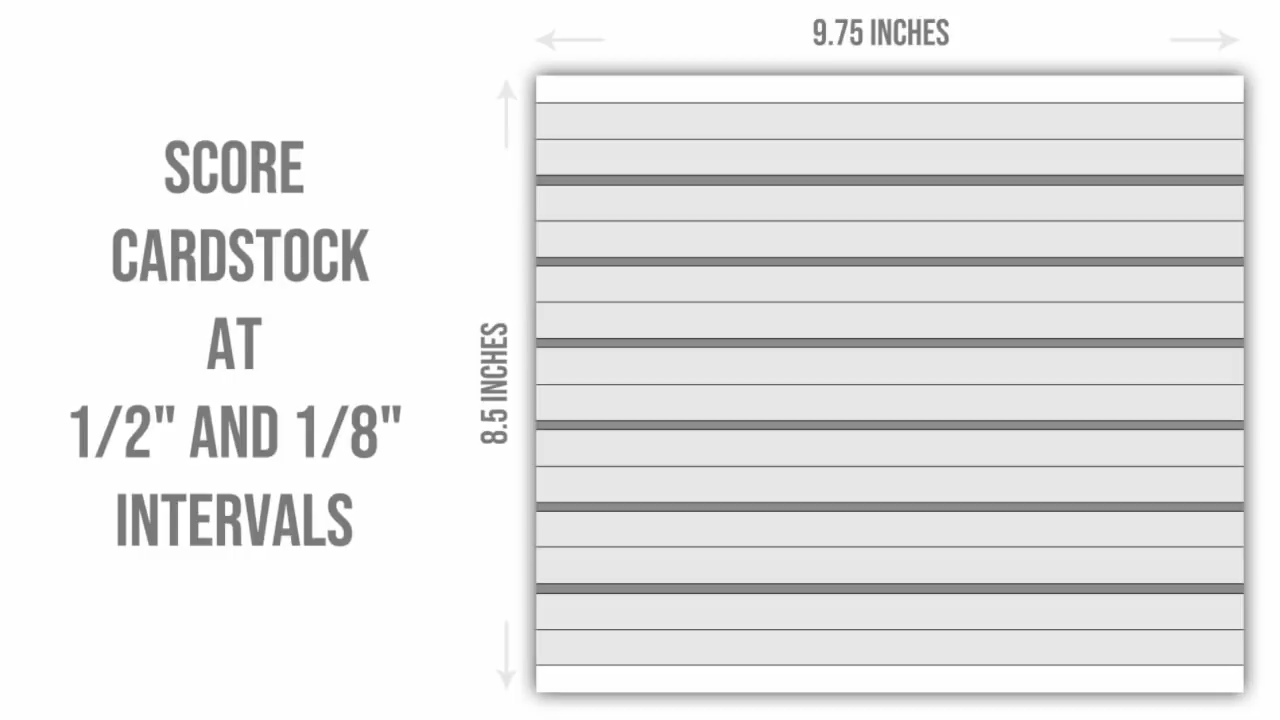 SCORE
CARDSTOCK
AT
1/2" AND 1/8"
INTERVALS
9.75 INCHES
8.5 INCHES